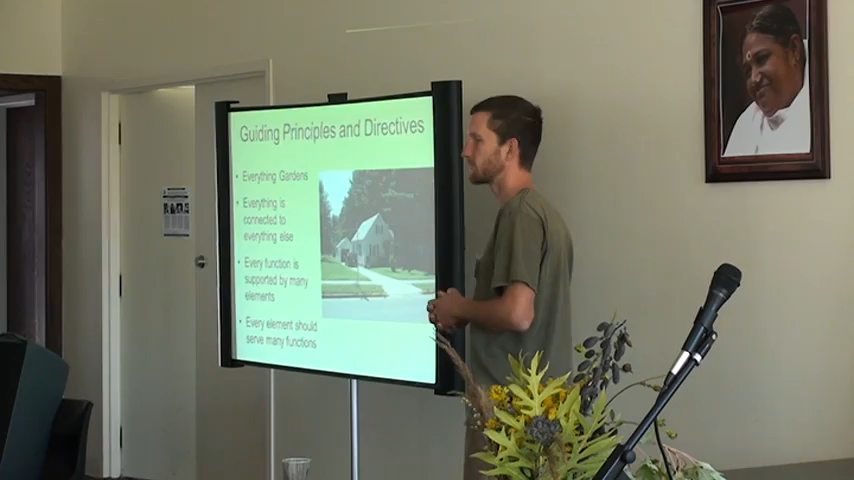 Guiding Principles and Directives
• Everything Gardens
• Everything is
connected to
everything else
• Every function is
supported by many
elements
• Every element should
serve many functions